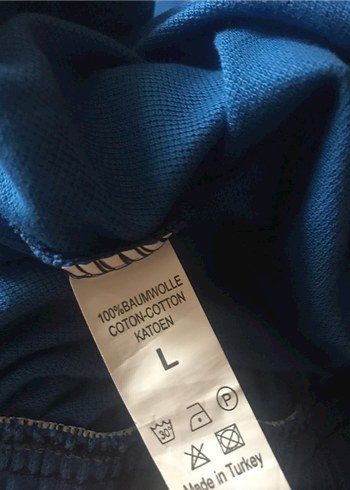 100%BAUMWOLLE
COTON-COTTON
KATOEN
L
30° P
Made in Turkey